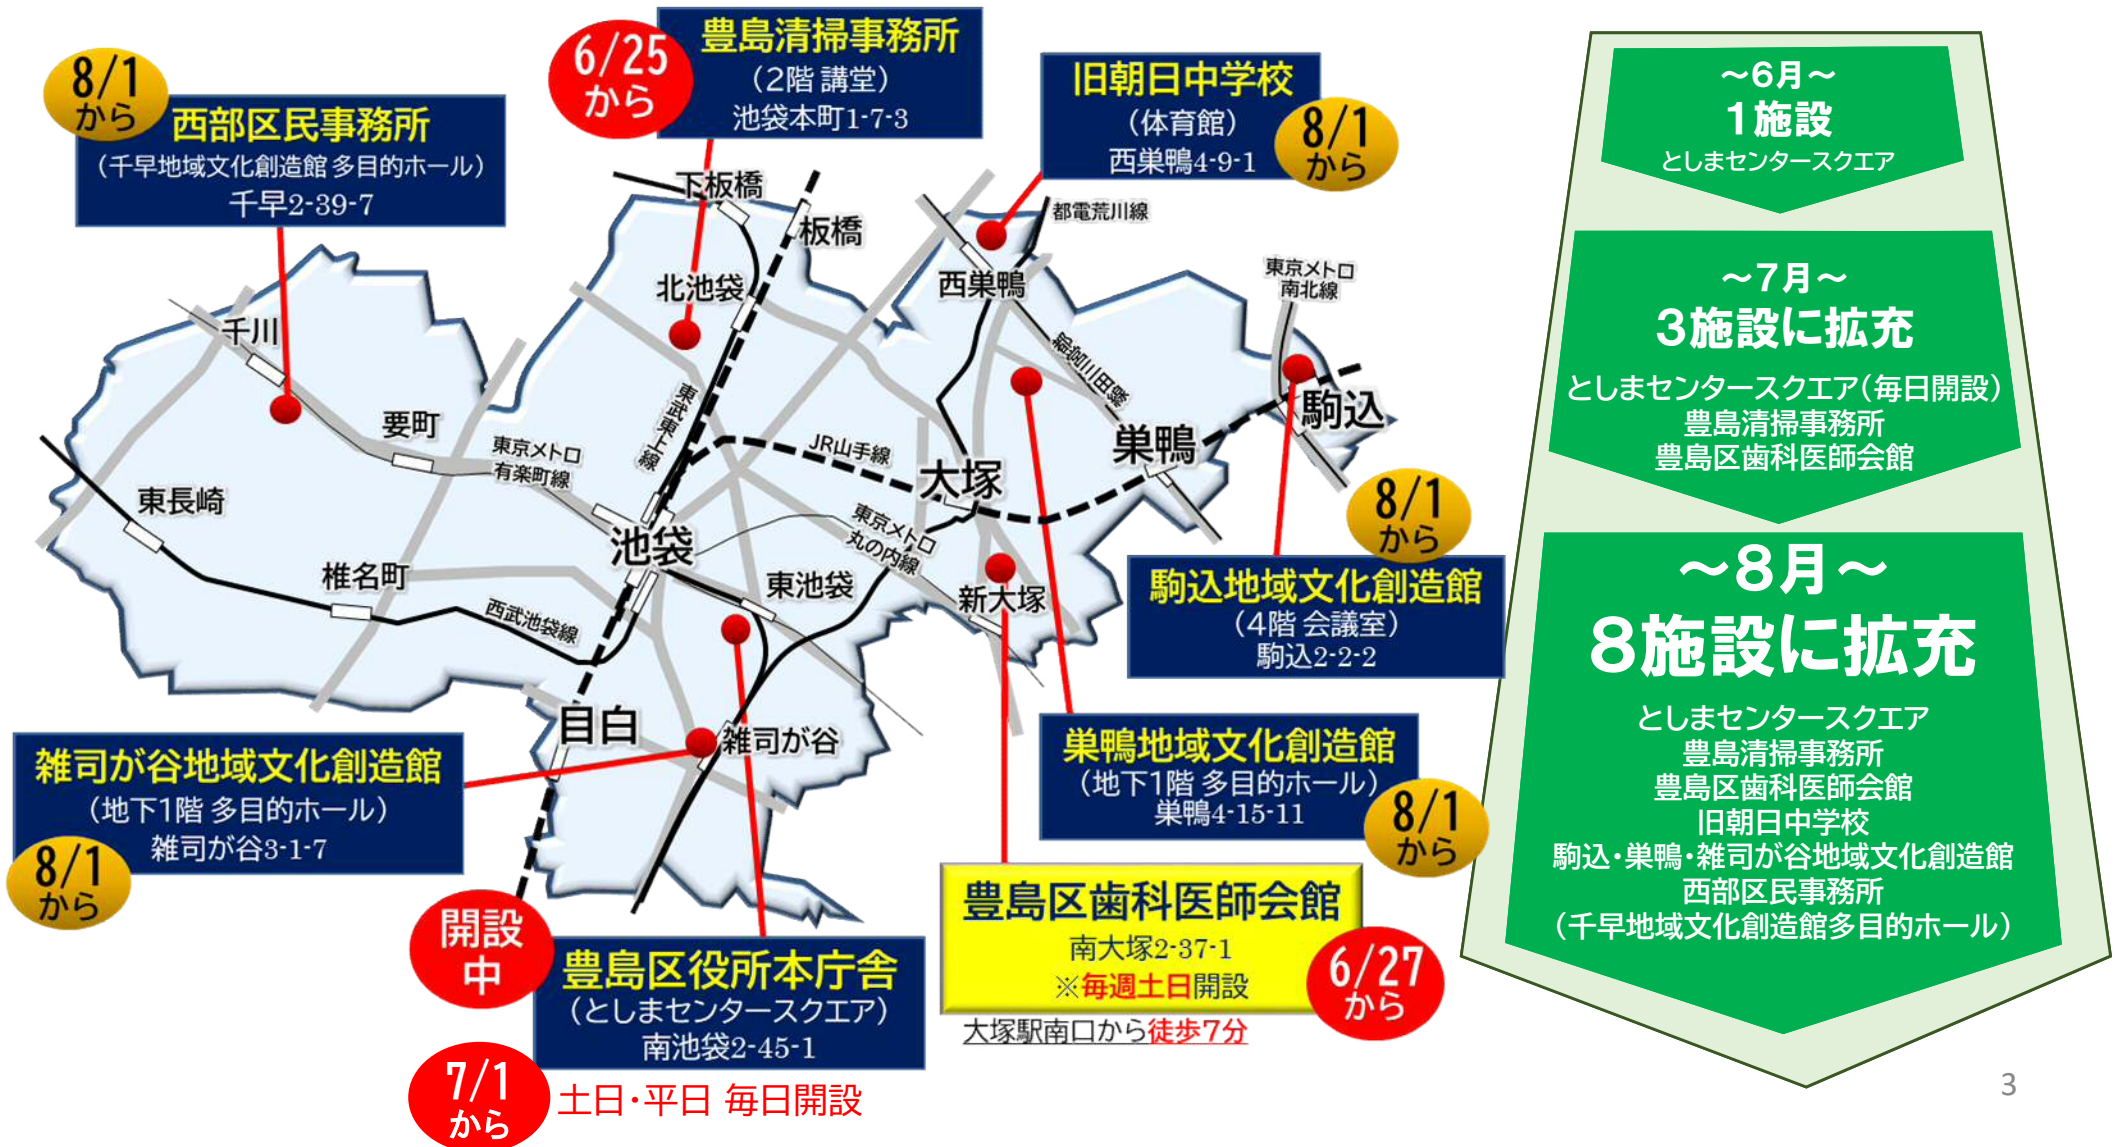 8/1
から
西部区民事務所
（千早地域文化創造館 多目的ホール）
千早2-39-7
6/25
から
豊島清掃事務所
（2階 講堂）
池袋本町1-7-3
旧朝日中学校
（体育館）
西巣鴨4-9-1
8/1
から
下板橋
板橋
都電荒川線
北池袋
西巣鴨
東京メトロ
南北線
千川
都営三田線
駒込
要町
東武東上線
東京メトロ
有楽町線
JR山手線
巣鴨
大塚
東長崎
池袋
東京メトロ
丸の内線
椎名町
東池袋
新大塚
西武池袋線
目白
雑司が谷
8/1
から
駒込地域文化創造館
（4階 会議室）
駒込2-2-2
巣鴨地域文化創造館
（地下1階 多目的ホール）
巣鴨4-15-11
8/1
から
雑司が谷地域文化創造館
（地下1階 多目的ホール）
雑司が谷3-1-7
8/1
から
開設
中
豊島区役所本庁舎
（としまセンタースクエア）
南池袋2-45-1
7/1
から
土日・平日 毎日開設
豊島区歯科医師会館
南大塚2-37-1
※毎週土日開設
6/27
から
大塚駅南口から徒歩7分
～6月～
1施設
としまセンタースクエア
～7月～
3施設に拡充
としまセンタースクエア（毎日開設）
豊島清掃事務所
豊島区歯科医師会館
～8月～
8施設に拡充
としまセンタースクエア
豊島清掃事務所
豊島区歯科医師会館
旧朝日中学校
駒込・巣鴨・雑司が谷地域文化創造館
西部区民事務所
（千早地域文化創造館多目的ホール）
3